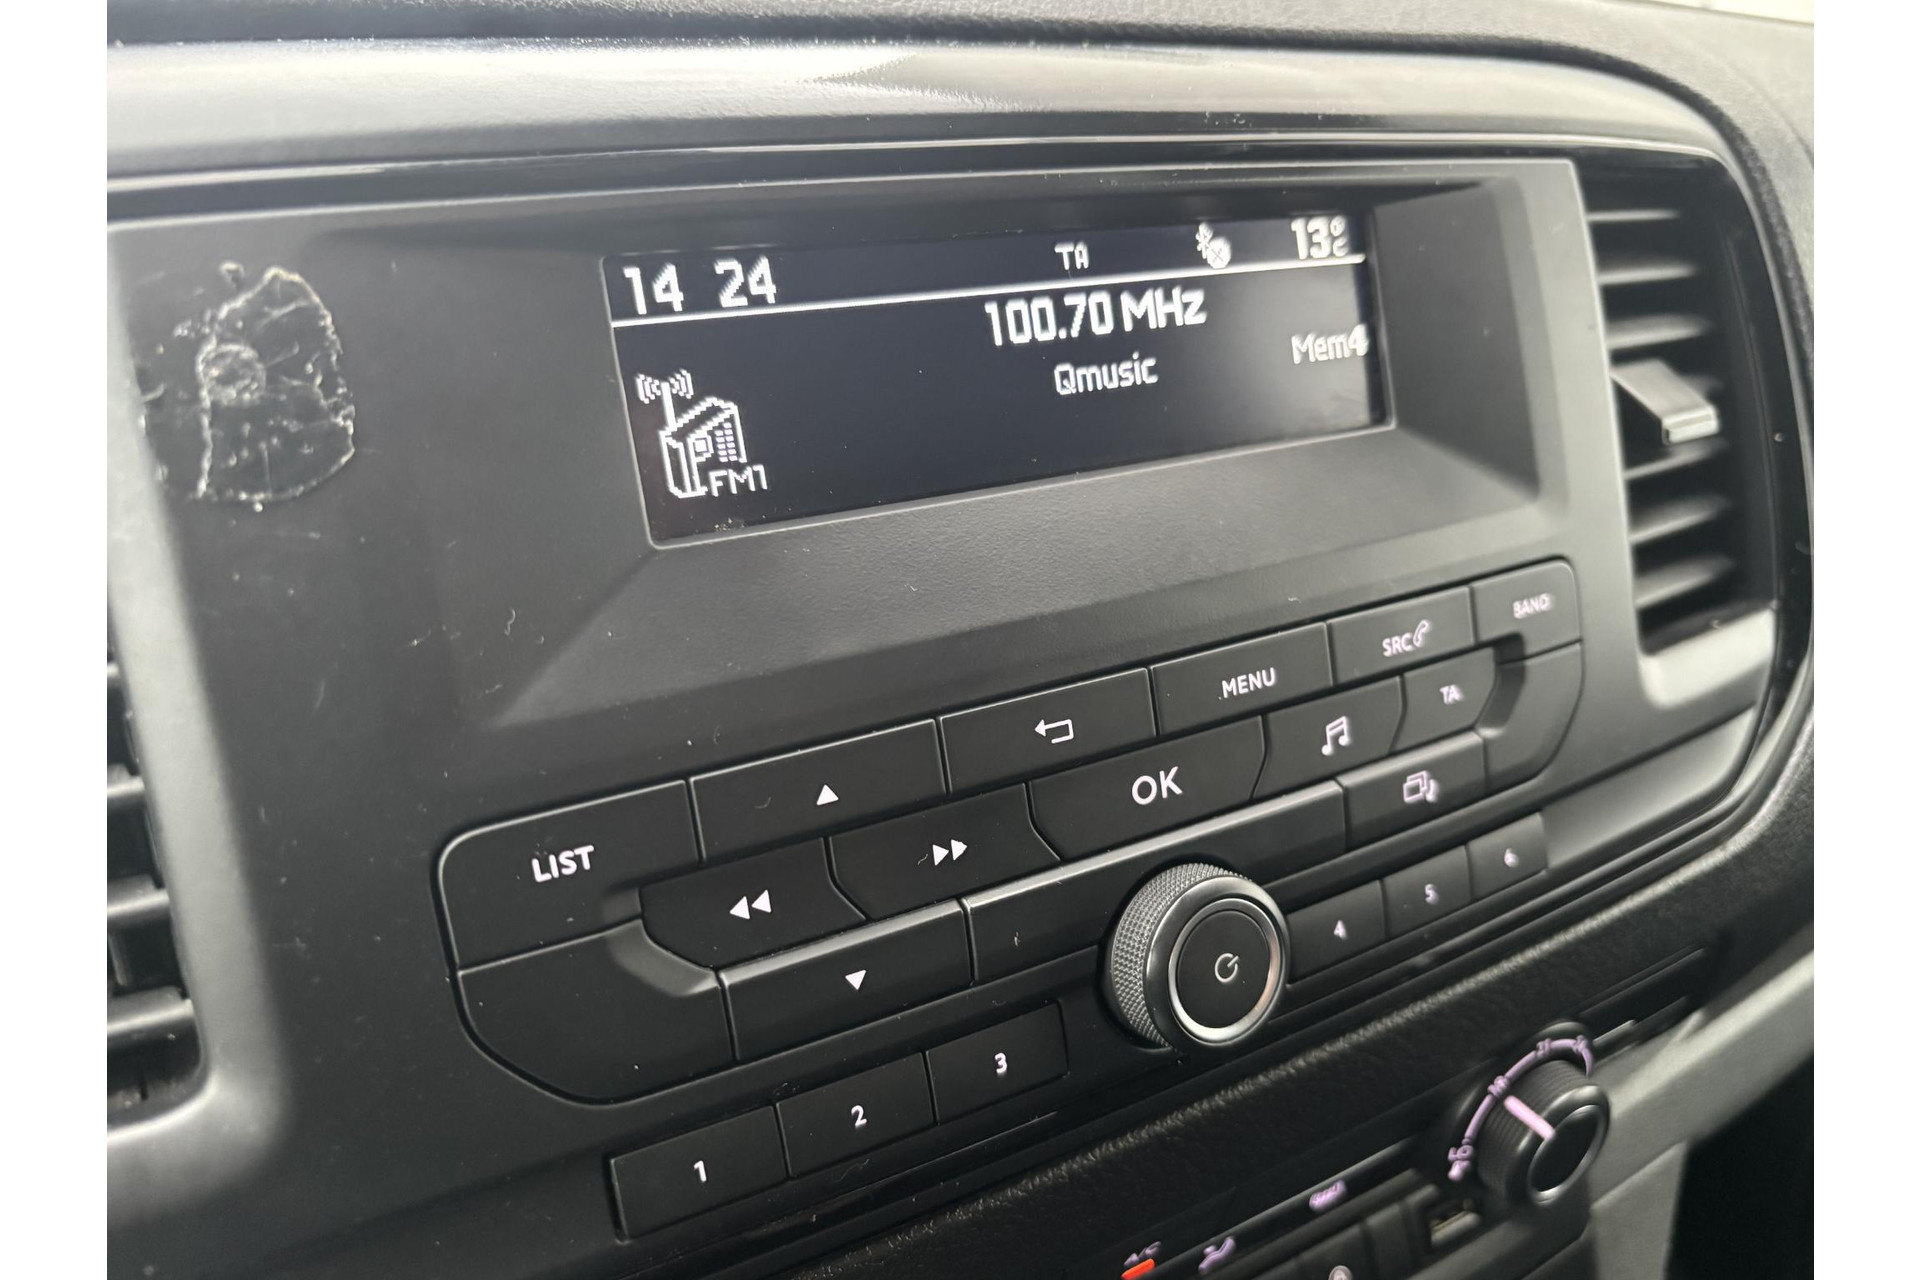 14 24 TA 13°C
100.70 MHz
Qmusic
Mem4
FM1
BAND
SRC
MENU
TA
OK
LIST
6
5
4
3
2
1
A/C